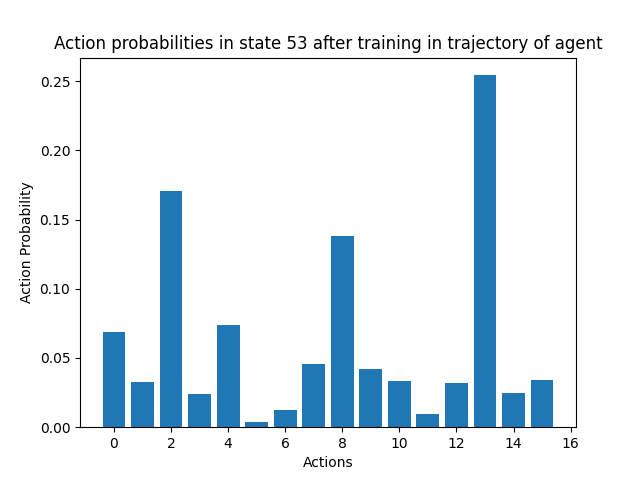 Action probabilities in state 53 after training in trajectory of agent
0.25
0.20
0.15
0.10
0.05
0.00
Action Probability
0 2 4 6 8 10 12 14 16
Actions